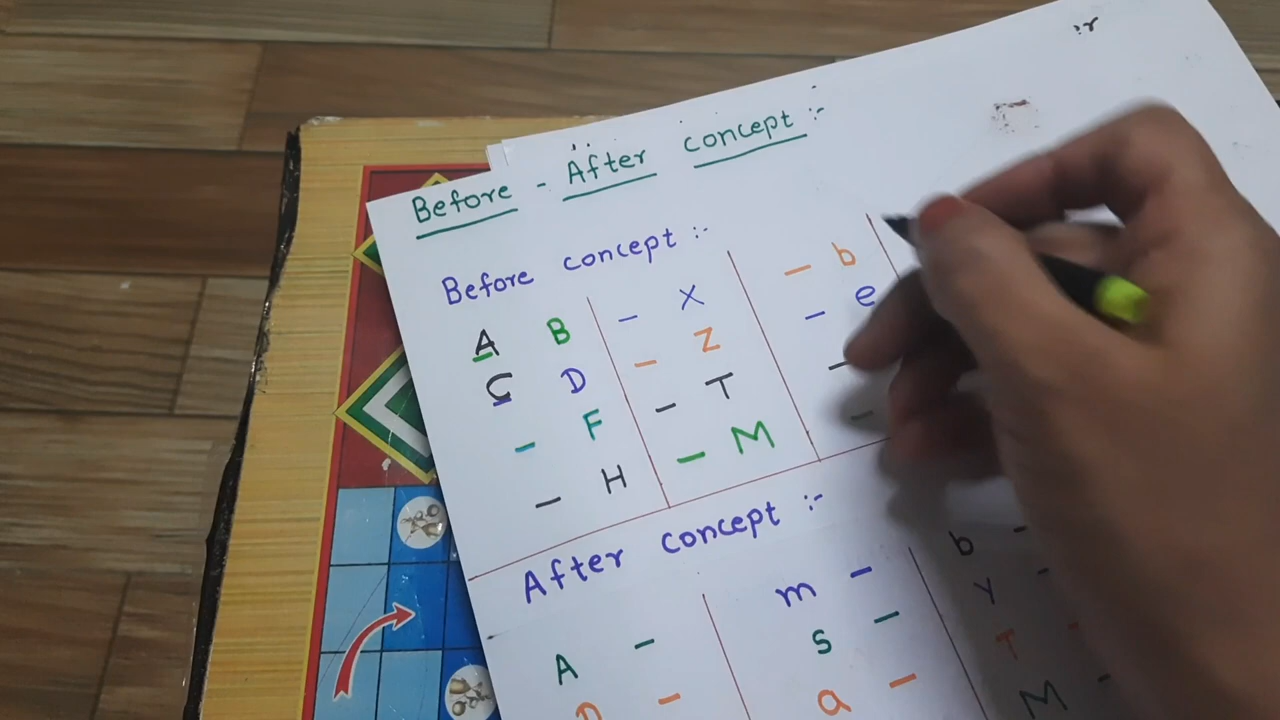 Before - After concept :-
Before concept :-
A B - X - b
C D - Z - e
- F - T -
- H - M -
After concept :-
A - m - b -
D - s - Y -
a - T -
M -